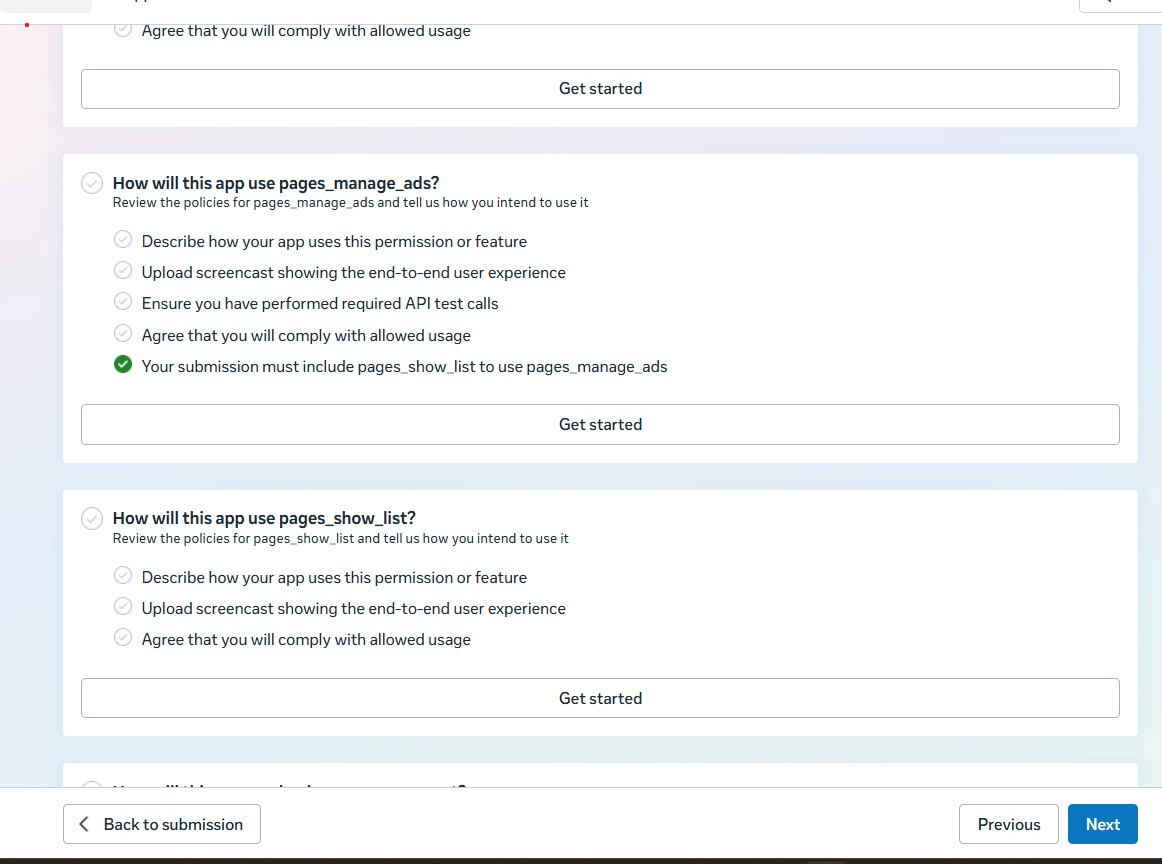 Agree that you will comply with allowed usage
Get started
How will this app use pages_manage_ads?
Review the policies for pages_manage_ads and tell us how you intend to use it
Describe how your app uses this permission or feature
Upload screencast showing the end-to-end user experience
Ensure you have performed required API test calls
Agree that you will comply with allowed usage
Your submission must include pages_show_list to use pages_manage_ads
Get started
How will this app use pages_show_list?
Review the policies for pages_show_list and tell us how you intend to use it
Describe how your app uses this permission or feature
Upload screencast showing the end-to-end user experience
Agree that you will comply with allowed usage
Get started
Back to submission
Previous
Next